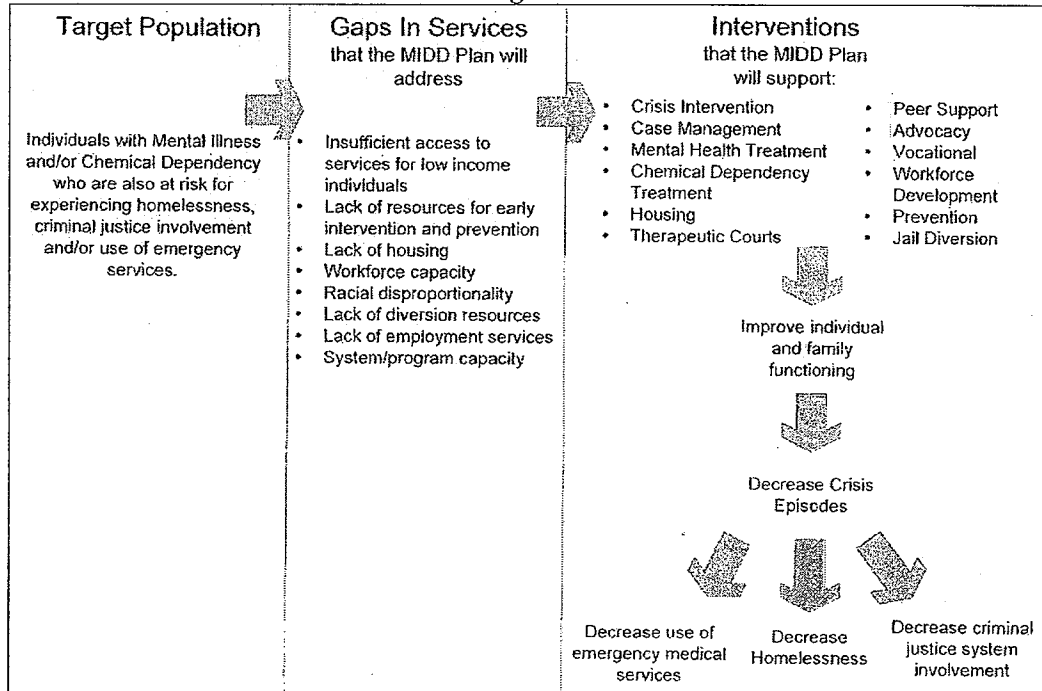 Target Population
Individuals with Mental Illness
and/or Chemical Dependency
who are also at risk for
experiencing homelessness,
criminal justice involvement
and/or use of emergency
services.
Gaps In Services
that the MIDD Plan will
address
• Insufficient access to
services for low income
individuals
• Lack of resources for early
intervention and prevention
• Lack of housing
• Workforce capacity
• Racial disproportionality
• Lack of diversion resources
• Lack of employment services
• System/program capacity
Interventions
that the MIDD Plan
will support:
• Crisis Intervention
• Case Management
• Mental Health Treatment
• Chemical Dependency
Treatment
• Housing
• Therapeutic Courts
• Peer Support
• Advocacy
• Vocational
• Workforce
Development
• Prevention
• Jail Diversion
Improve individual
and family
functioning
Decrease Crisis
Episodes
Decrease use of
emergency medical
services
Decrease
Homelessness
Decrease criminal
justice system
involvement